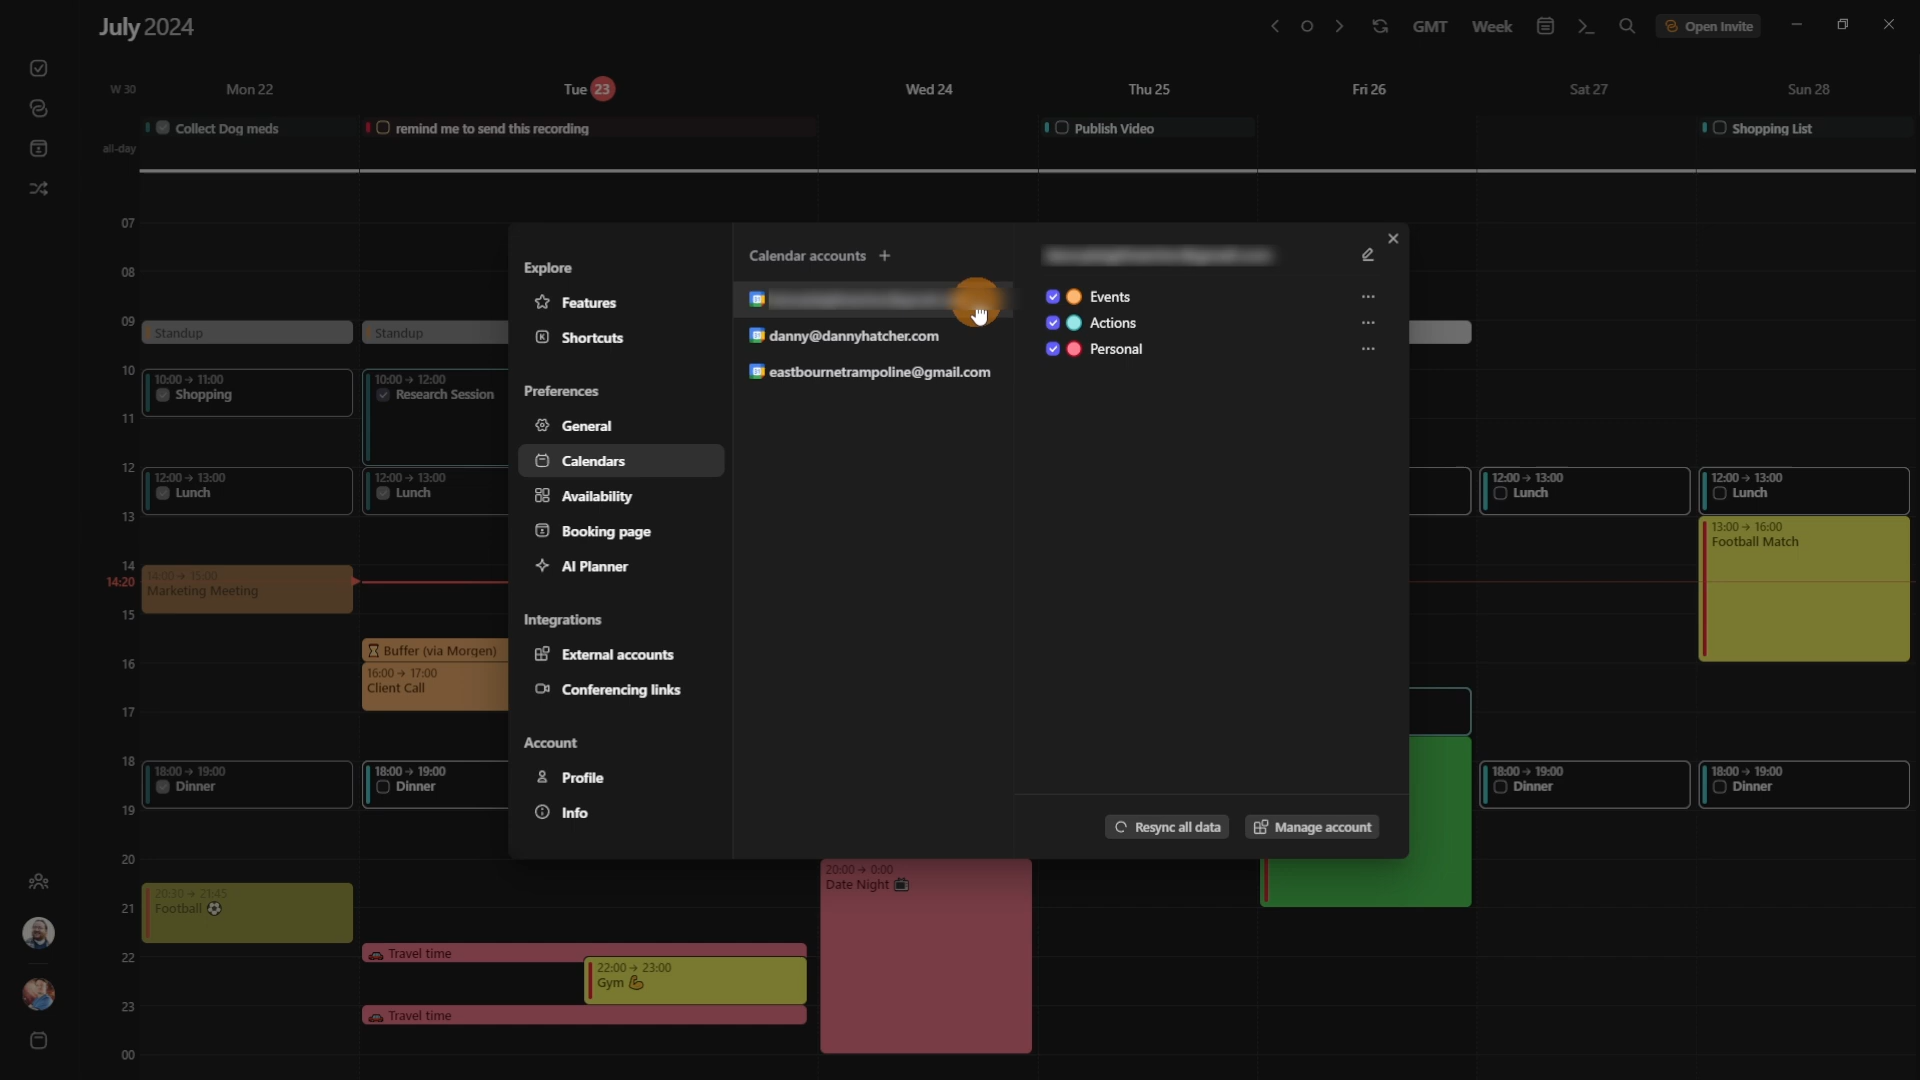 July 2024
GMT
Week
Open Invite
W 30
Mon 22
Tue 23
Wed 24
Thu 25
Fri 26
Sat 27
Sun 28
all-day
Collect Dog meds
remind me to send this recording
Publish Video
Shopping List
07
08
09
10
11
12
13
14
14:20
15
16
17
18
19
20
21
22
23
00
Standup
10:00 → 11:00
Shopping
12:00 → 13:00
Lunch
14:00 → 15:00
Marketing Meeting
18:00 → 19:00
Dinner
20:30 → 21:45
Football
Standup
10:00 → 12:00
Research Session
12:00 → 13:00
Lunch
Buffer (via Morgen)
16:00 → 17:00
Client Call
18:00 → 19:00
Dinner
Travel time
22:00 → 23:00
Gym
Travel time
20:00 → 0:00
Date Night
12:00 → 13:00
Lunch
18:00 → 19:00
Dinner
12:00 → 13:00
Lunch
13:00 → 16:00
Football Match
18:00 → 19:00
Dinner
Explore
Features
Shortcuts
Preferences
General
Calendars
Availability
Booking page
AI Planner
Integrations
External accounts
Conferencing links
Account
Profile
Info
Calendar accounts +
danny@dannyhatcher.com
eastbournetrampoline@gmail.com
Events
Actions
Personal
Resync all data
Manage account